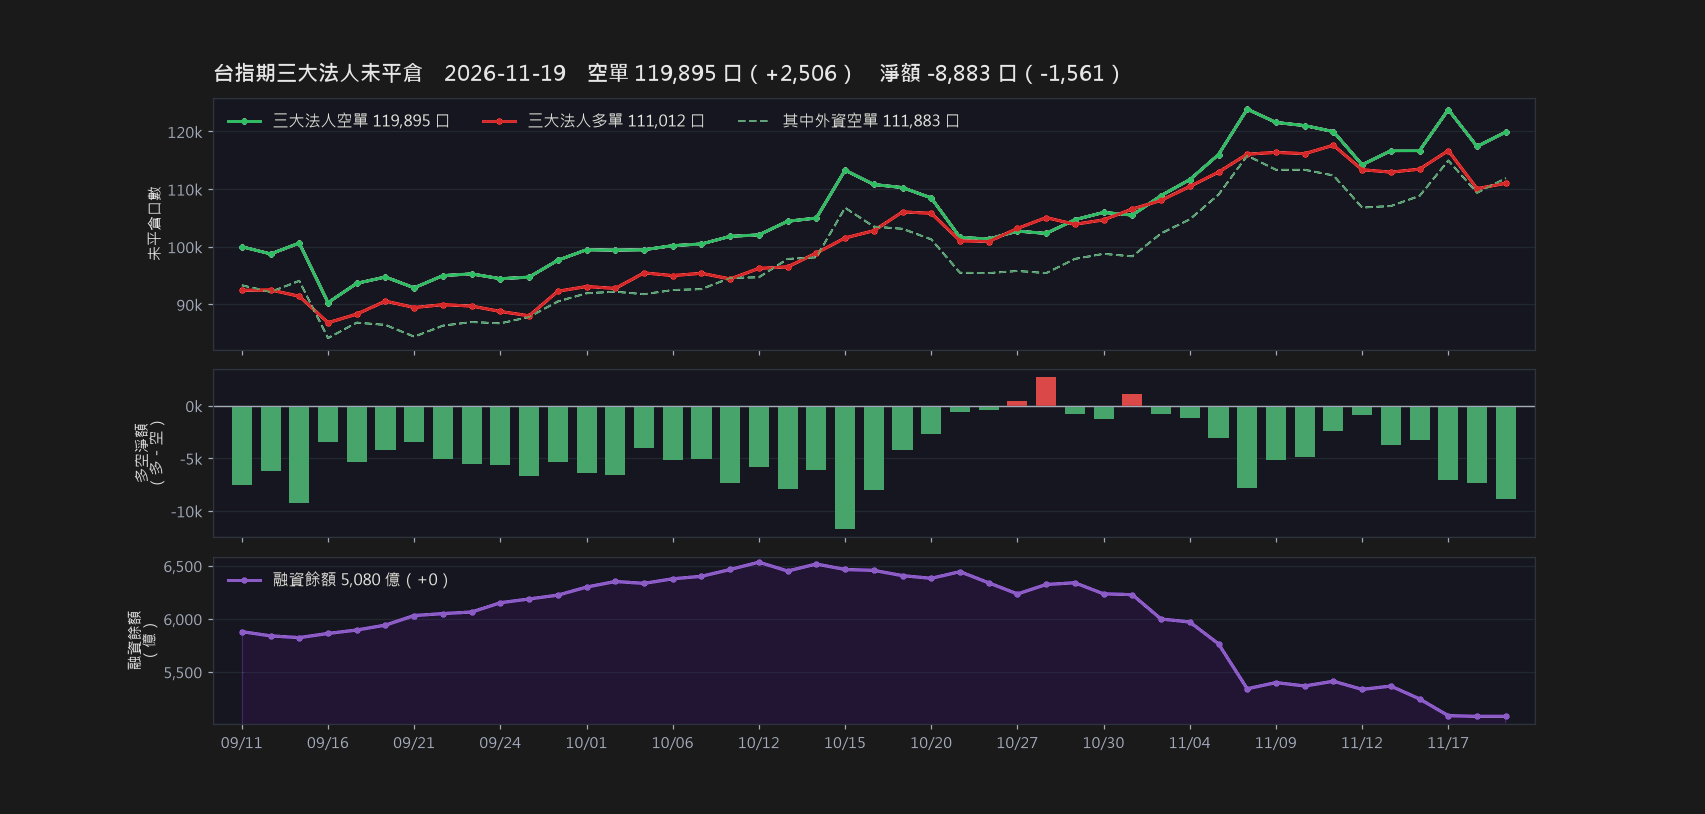 台指期三大法人未平倉　2026-11-19　空單 119,895 口（+2,506）　淨額 -8,883 口（-1,561）
三大法人空單 119,895 口
三大法人多單 111,012 口
其中外資空單 111,883 口
未平倉口數
120k
110k
100k
90k
多空淨額
（多 - 空）
0k
-5k
-10k
融資餘額 5,080 億（+0）
融資餘額
（億）
6,500
6,000
5,500
09/11 09/16 09/21 09/24 10/01 10/06 10/12 10/15 10/20 10/27 10/30 11/04 11/09 11/12 11/17